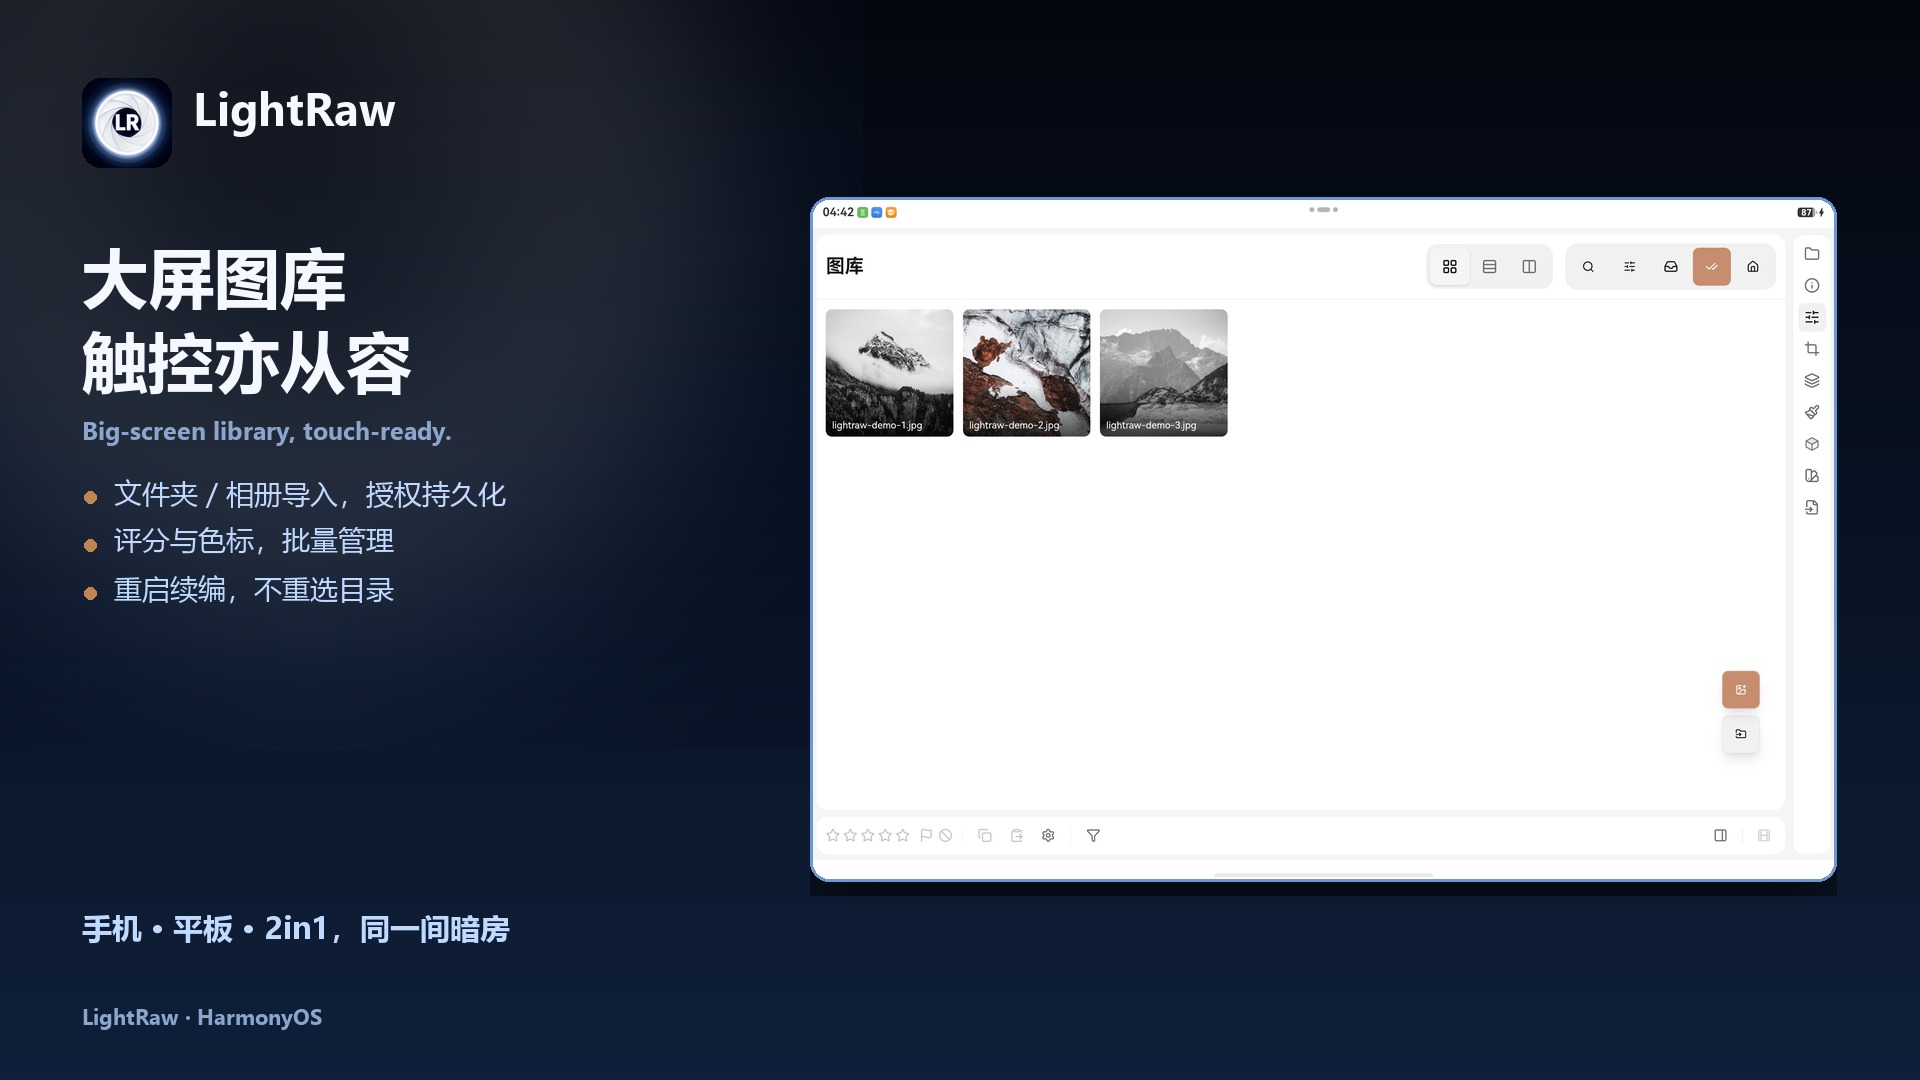 LR
LightRaw
大屏图库
触控亦从容
Big-screen library, touch-ready.
文件夹 / 相册导入，授权持久化
评分与色标，批量管理
重启续编，不重选目录
手机 • 平板 • 2in1，同一间暗房
LightRaw · HarmonyOS
04:42
87
图库
lightraw-demo-1.jpg
lightraw-demo-2.jpg
lightraw-demo-3.jpg